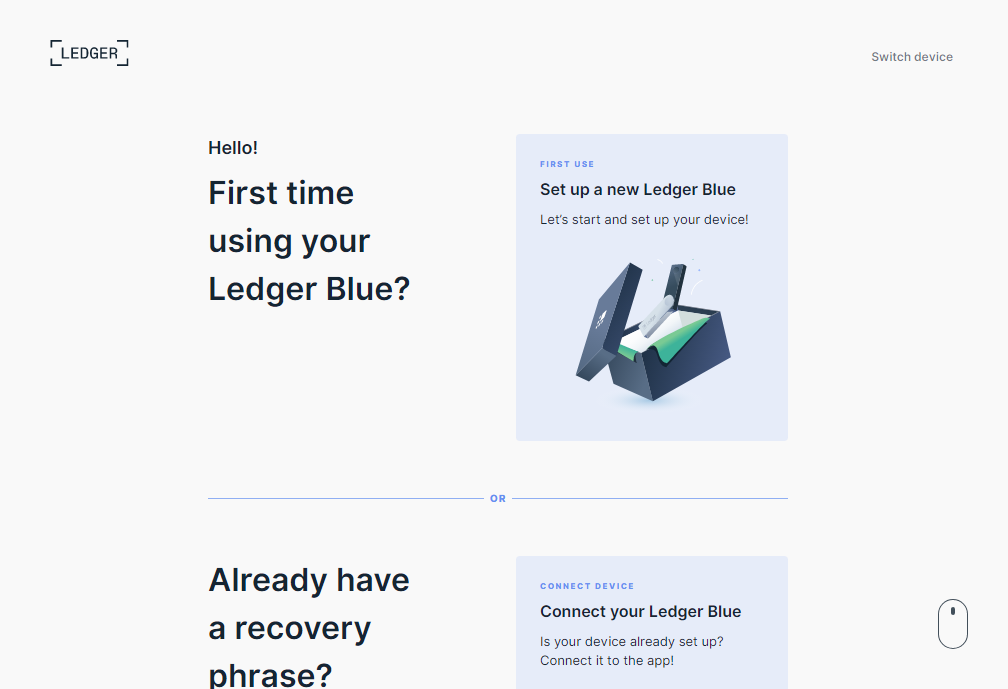 LEDGER
Switch device
Hello!
First time
using your
Ledger Blue?
FIRST USE
Set up a new Ledger Blue
Let's start and set up your device!
OR
Already have
a recovery
phrase?
CONNECT DEVICE
Connect your Ledger Blue
Is your device already set up?
Connect it to the app!